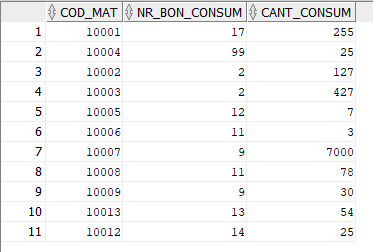 COD_MAT NR_BON_CONSUM CANT_CONSUM
1 10001 17 255
2 10004 99 25
3 10002 2 127
4 10003 2 427
5 10005 12 7
6 10006 11 3
7 10007 9 7000
8 10008 11 78
9 10009 9 30
10 10013 13 54
11 10012 14 25